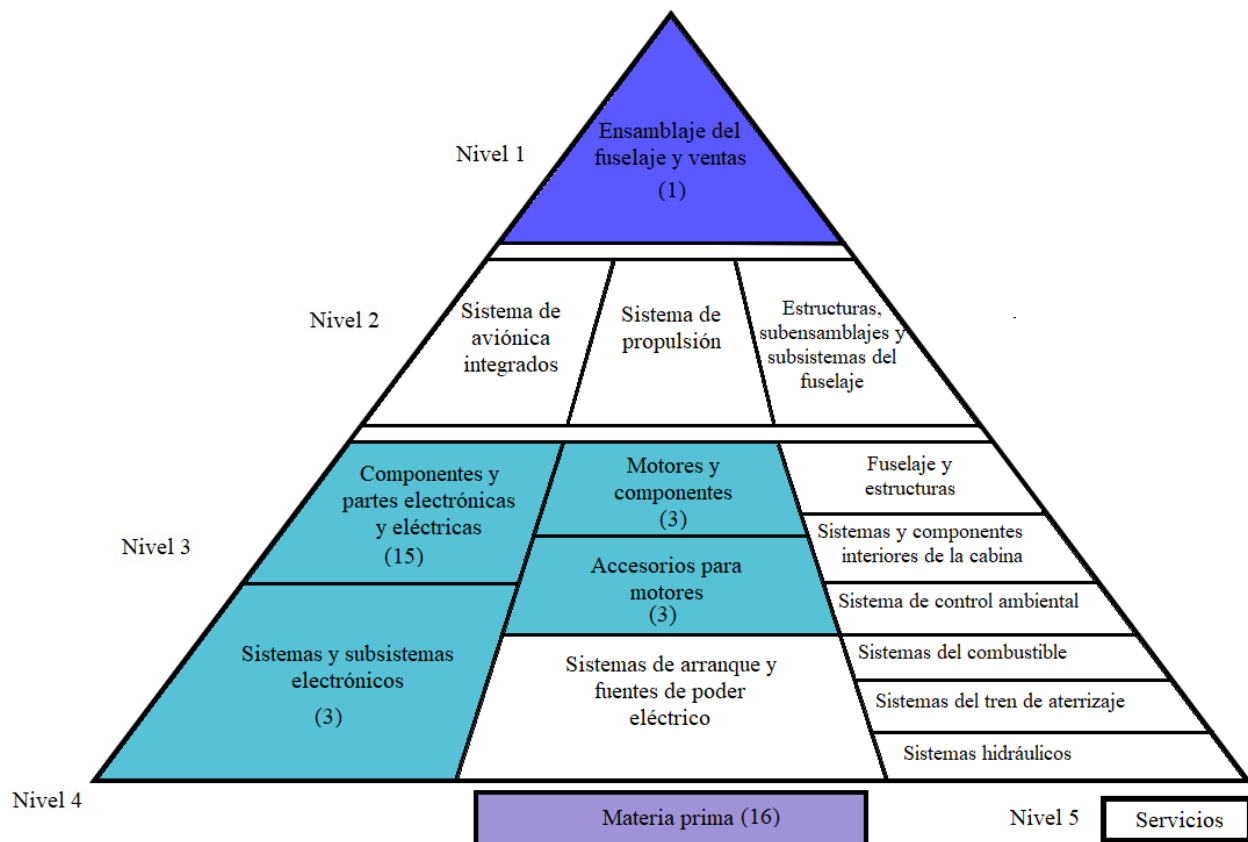 Nivel 1
Ensamblaje del
fuselaje y ventas
(1)
Nivel 2
Sistema de
aviónica
integrados
Sistema de
propulsión
Estructuras,
subensamblajes y
subsistemas del
fuselaje
Nivel 3
Componentes y
partes electrónicas
y eléctricas
(15)
Motores y
componentes
(3)
Fuselaje y
estructuras
Sistemas y componentes
interiores de la cabina
Accesorios para
motores
(3)
Sistema de control ambiental
Sistemas y subsistemas
electrónicos
(3)
Sistemas de arranque y
fuentes de poder
eléctrico
Sistemas del combustible
Sistemas del tren de aterrizaje
Sistemas hidráulicos
Nivel 4
Materia prima (16)
Nivel 5
Servicios